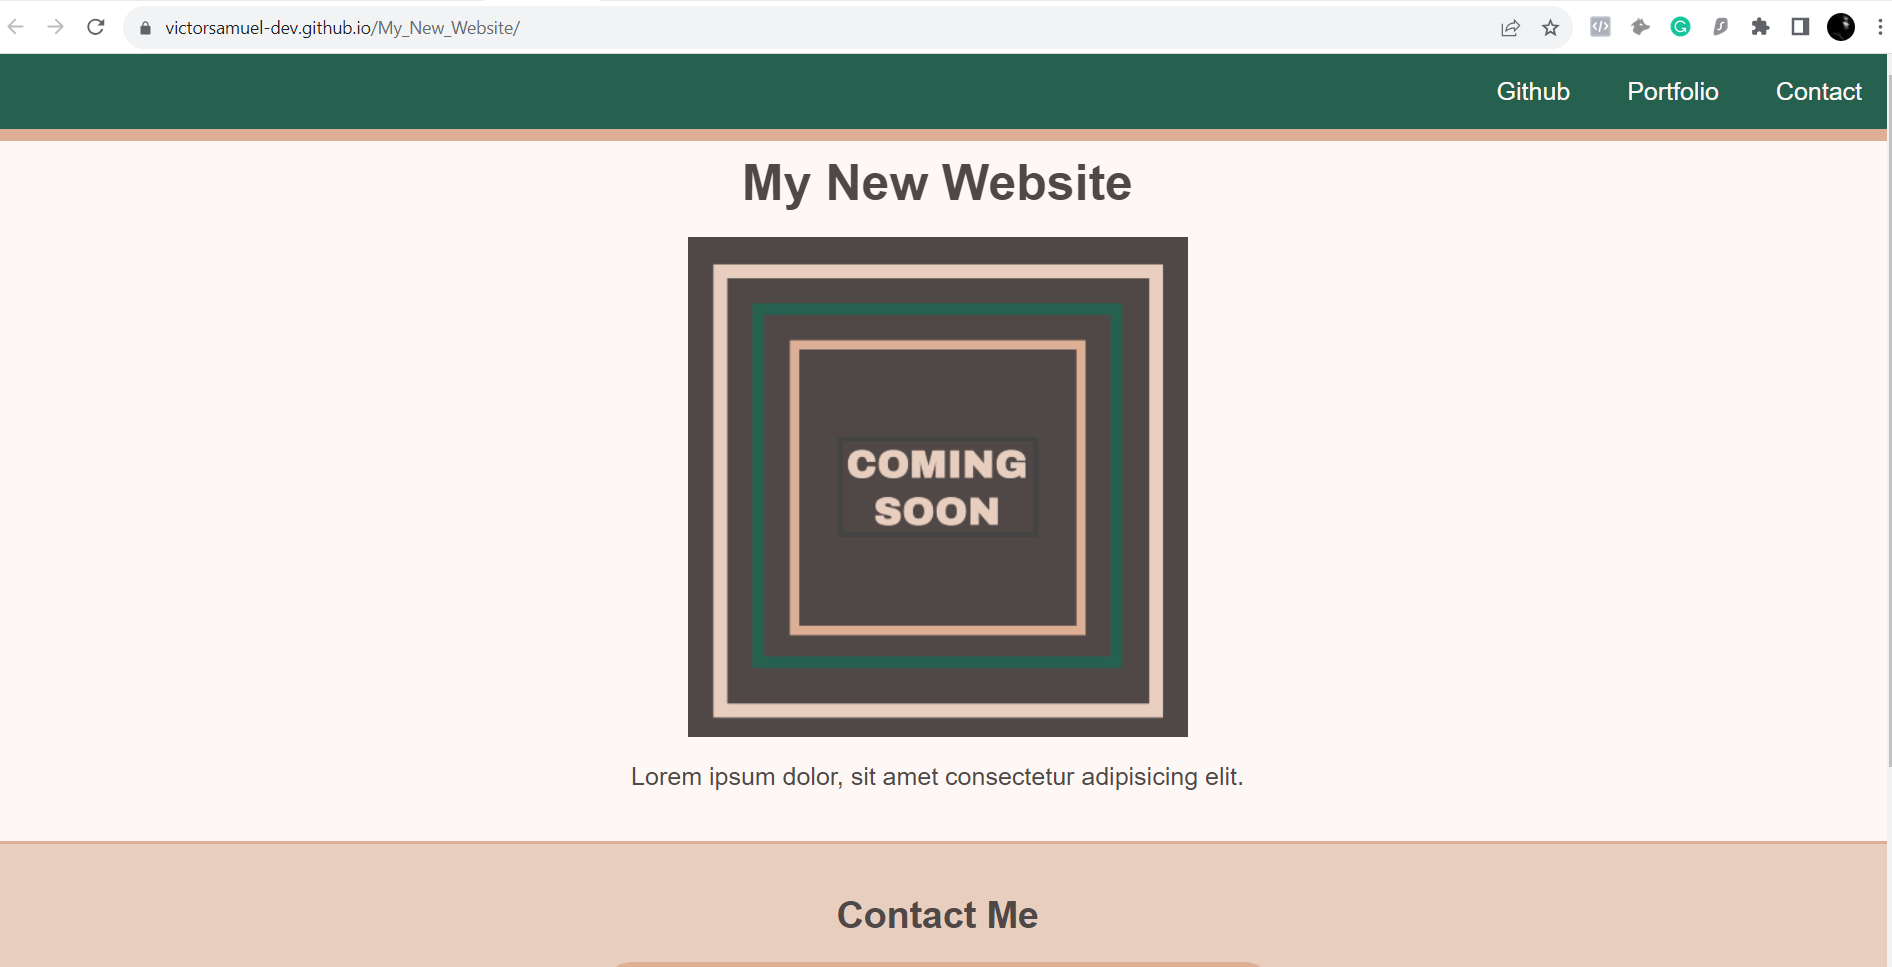 victorsamuel-dev.github.io/My_New_Website/
Github Portfolio Contact
My New Website
COMING
SOON
Lorem ipsum dolor, sit amet consectetur adipisicing elit.
Contact Me